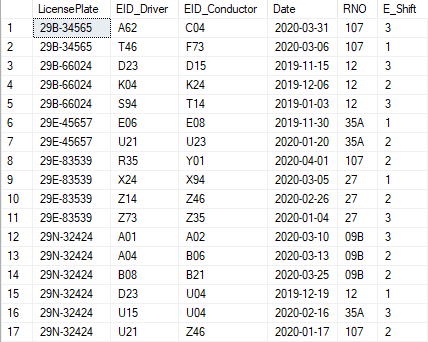 LicensePlate EID_Driver EID_Conductor Date RNO E_Shift
1 29B-34565 A62 C04 2020-03-31 107 3
2 29B-34565 T46 F73 2020-03-06 107 1
3 29B-66024 D23 D15 2019-11-15 12 3
4 29B-66024 K04 K24 2019-12-06 12 2
5 29B-66024 S94 T14 2019-01-03 12 3
6 29E-45657 E06 E08 2019-11-30 35A 1
7 29E-45657 U21 U23 2020-01-20 35A 2
8 29E-83539 R35 Y01 2020-04-01 107 2
9 29E-83539 X24 X94 2020-03-05 27 1
10 29E-83539 Z14 Z46 2020-02-26 27 2
11 29E-83539 Z73 Z35 2020-01-04 27 3
12 29N-32424 A01 A02 2020-03-10 09B 3
13 29N-32424 A04 B06 2020-03-13 09B 2
14 29N-32424 B08 B21 2020-03-25 09B 2
15 29N-32424 D23 U04 2019-12-19 12 1
16 29N-32424 U15 U04 2020-02-16 35A 3
17 29N-32424 U21 Z46 2020-01-17 107 2